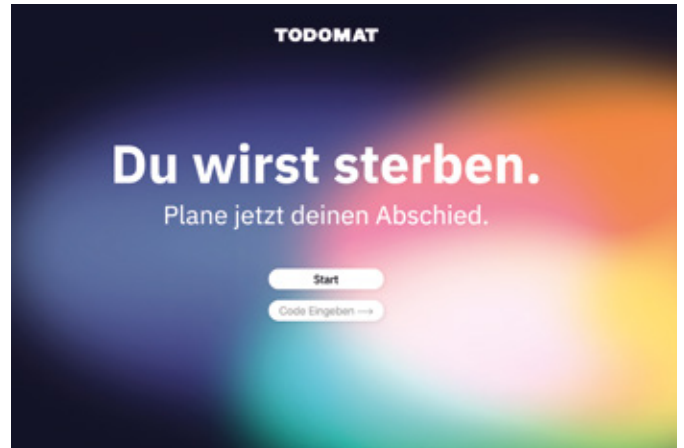 TODOMAT
Du wirst sterben.
Plane jetzt deinen Abschied.
Start
Code Eingeben ⟶